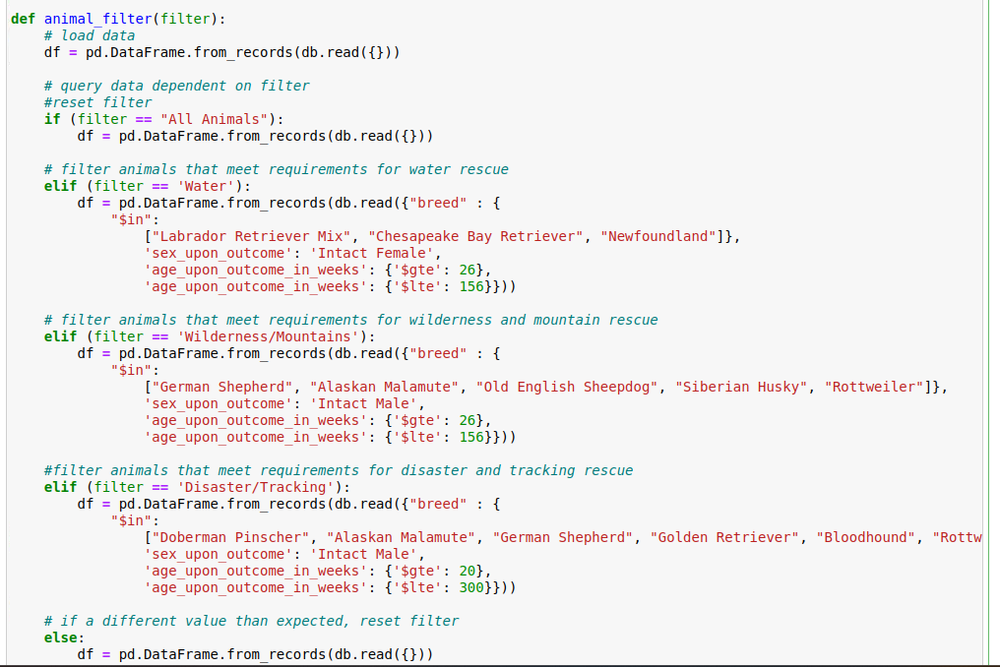 def animal_filter(filter):
    # load data
    df = pd.DataFrame.from_records(db.read({}))

    # query data dependent on filter
    #reset filter
    if (filter == "All Animals"):
        df = pd.DataFrame.from_records(db.read({}))

    # filter animals that meet requirements for water rescue
    elif (filter == 'Water'):
        df = pd.DataFrame.from_records(db.read({"breed" : {
            "$in":
                ["Labrador Retriever Mix", "Chesapeake Bay Retriever", "Newfoundland"]},
                'sex_upon_outcome': 'Intact Female',
                'age_upon_outcome_in_weeks': {'$gte': 26},
                'age_upon_outcome_in_weeks': {'$lte': 156}}))

    # filter animals that meet requirements for wilderness and mountain rescue
    elif (filter == 'Wilderness/Mountains'):
        df = pd.DataFrame.from_records(db.read({"breed" : {
            "$in":
                ["German Shepherd", "Alaskan Malamute", "Old English Sheepdog", "Siberian Husky", "Rottweiler"]},
                'sex_upon_outcome': 'Intact Male',
                'age_upon_outcome_in_weeks': {'$gte': 26},
                'age_upon_outcome_in_weeks': {'$lte': 156}}))

    #filter animals that meet requirements for disaster and tracking rescue
    elif (filter == 'Disaster/Tracking'):
        df = pd.DataFrame.from_records(db.read({"breed" : {
            "$in":
                ["Doberman Pinscher", "Alaskan Malamute", "German Shepherd", "Golden Retriever", "Bloodhound", "Rottw
                'sex_upon_outcome': 'Intact Male',
                'age_upon_outcome_in_weeks': {'$gte': 20},
                'age_upon_outcome_in_weeks': {'$lte': 300}}))

    # if a different value than expected, reset filter
    else:
        df = pd.DataFrame.from_records(db.read({}))